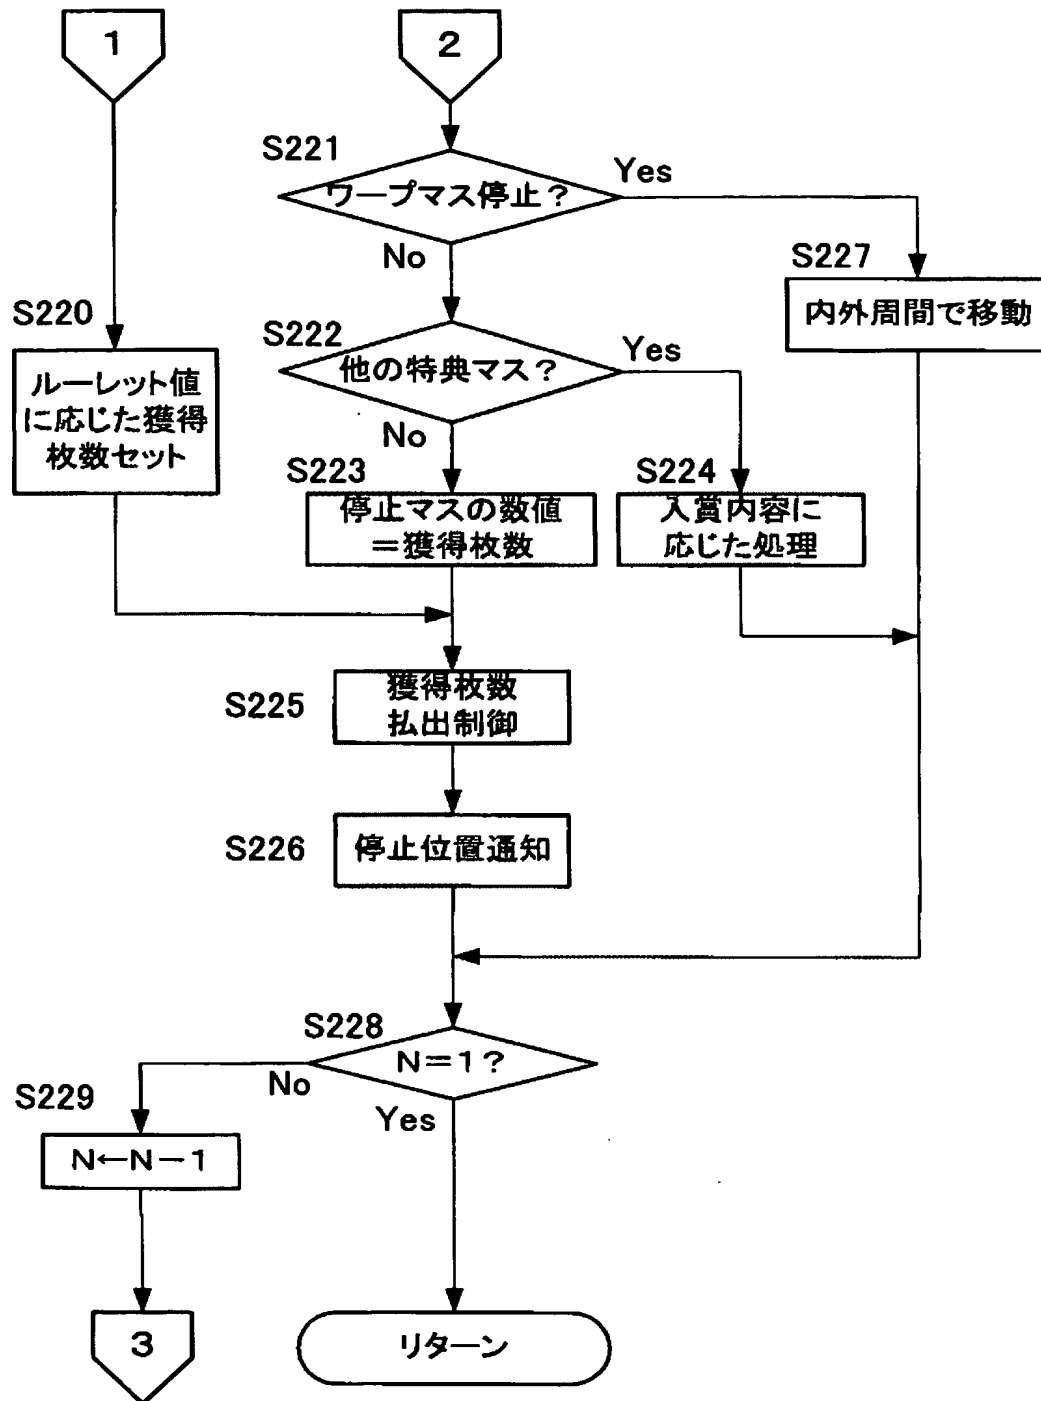 1
2
S221
ワープマス停止？
Yes
No
S227
内外周間で移動
S220
ルーレット値
に応じた獲得
枚数セット
S222
他の特典マス？
Yes
No
S223
停止マスの数値
＝獲得枚数
S224
入賞内容に
応じた処理
S225
獲得枚数
払出制御
S226
停止位置通知
S228
N＝1？
No
Yes
S229
N←N－1
3
リターン